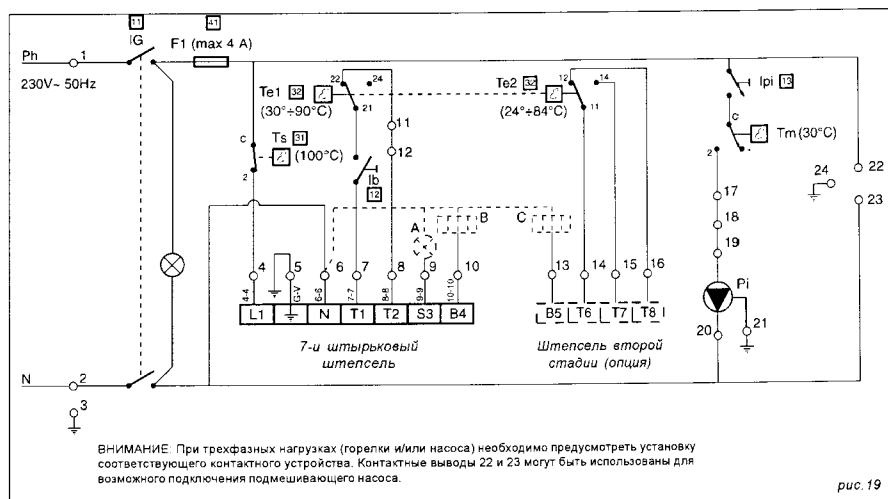 11
41
IG
F1 (max 4 A)
Ph
1
230V~ 50Hz
Te1 32
(30°÷90°C)
22
24
21
Te2 32
(24°÷84°C)
12
14
11
Ipi 13
c
Tm (30°C)
2
11
12
c
Ts 31
(100°C)
2
Ib
12
24
22
23
17
18
19
A
B
C
4
5
6
7
8
9
10
13
14
15
16
4-4
G-V
6-6
7-7
8-8
9-9
10-10
L1
N
T1
T2
S3
B4
B5
T6
T7
T8
Pi
20
21
7-и штырьковый
штепсель
Штепсель второй
стадии (опция)
N
2
3
ВНИМАНИЕ: При трехфазных нагрузках (горелки и/или насоса) необходимо предусмотреть установку
соответствующего контактного устройства. Контактные выводы 22 и 23 могут быть использованы для
возможного подключения подмешивающего насоса.
рис.19